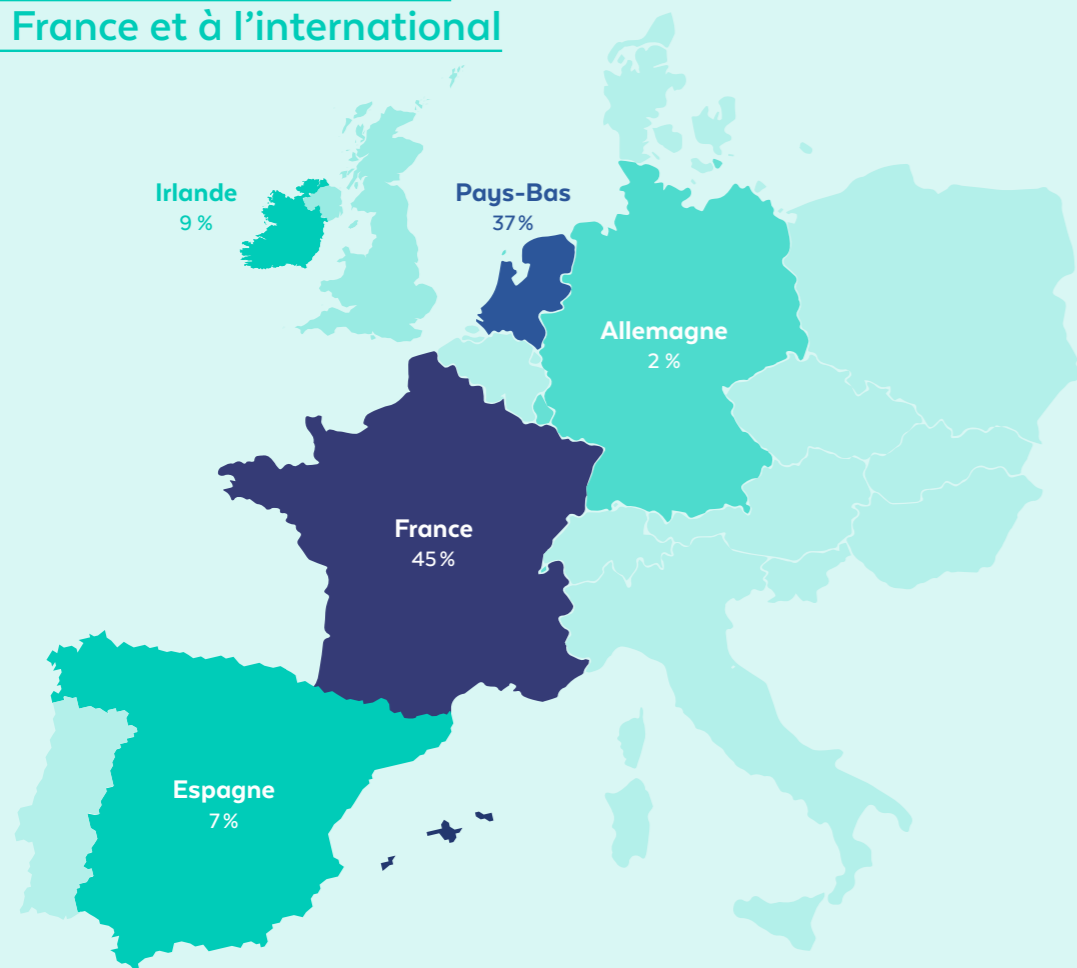 France et à l'international
Irlande
9 %
Pays-Bas
37%
Allemagne
2 %
France
45%
Espagne
7%